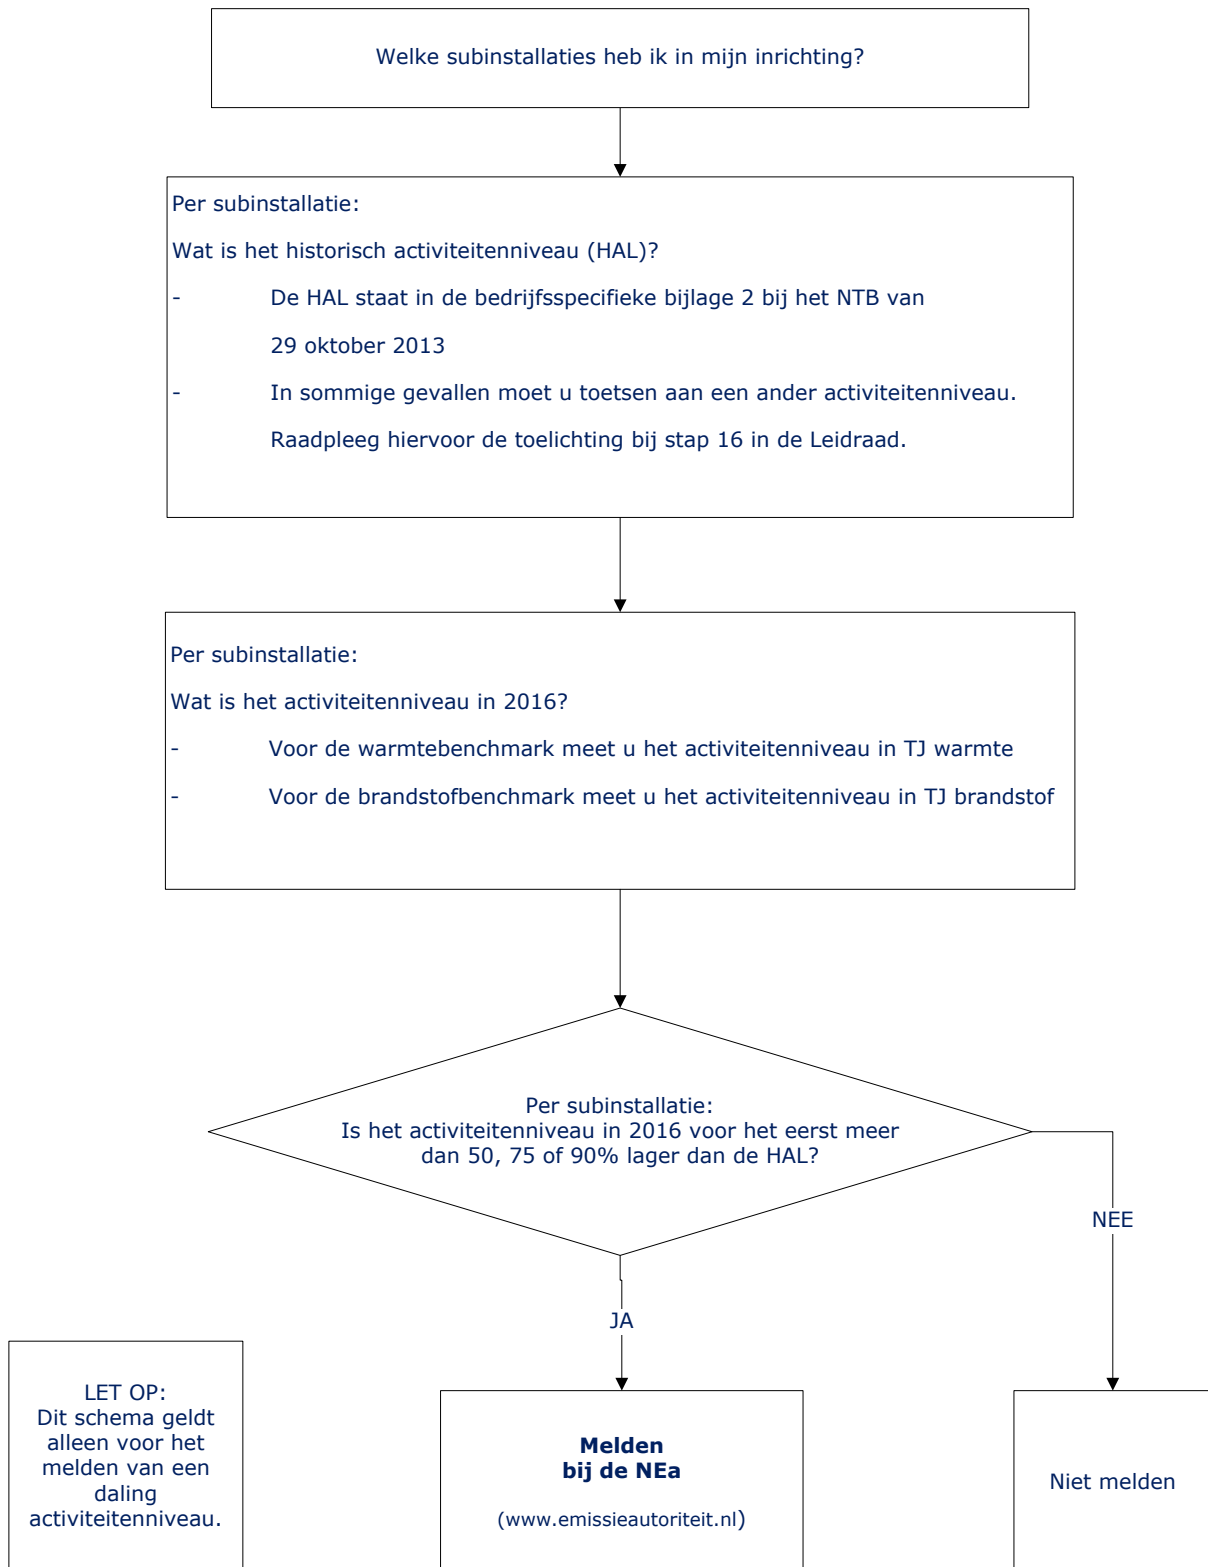 Welke subinstallaties heb ik in mijn inrichting?
Per subinstallatie:
Wat is het historisch activiteitenniveau (HAL)?
- De HAL staat in de bedrijfsspecifieke bijlage 2 bij het NTB van
29 oktober 2013
- In sommige gevallen moet u toetsen aan een ander activiteitenniveau.
Raadpleeg hiervoor de toelichting bij stap 16 in de Leidraad.
Per subinstallatie:
Wat is het activiteitenniveau in 2016?
- Voor de warmtebenchmark meet u het activiteitenniveau in TJ warmte
- Voor de brandstofbenchmark meet u het activiteitenniveau in TJ brandstof
Per subinstallatie:
Is het activiteitenniveau in 2016 voor het eerst meer
dan 50, 75 of 90% lager dan de HAL?
NEE
JA
LET OP:
Dit schema geldt
alleen voor het
melden van een
daling
activiteitenniveau.
Melden
bij de NEa
(www.emissieautoriteit.nl)
Niet melden